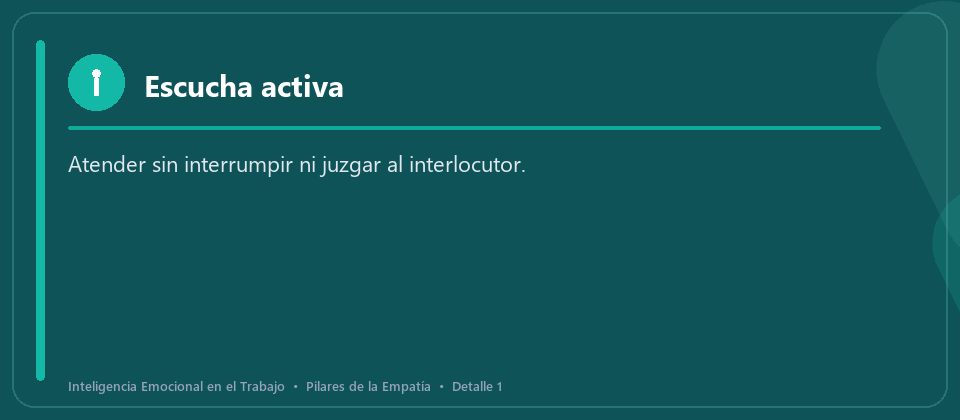 Escucha activa
Atender sin interrumpir ni juzgar al interlocutor.
Inteligencia Emocional en el Trabajo • Pilares de la Empatía • Detalle 1